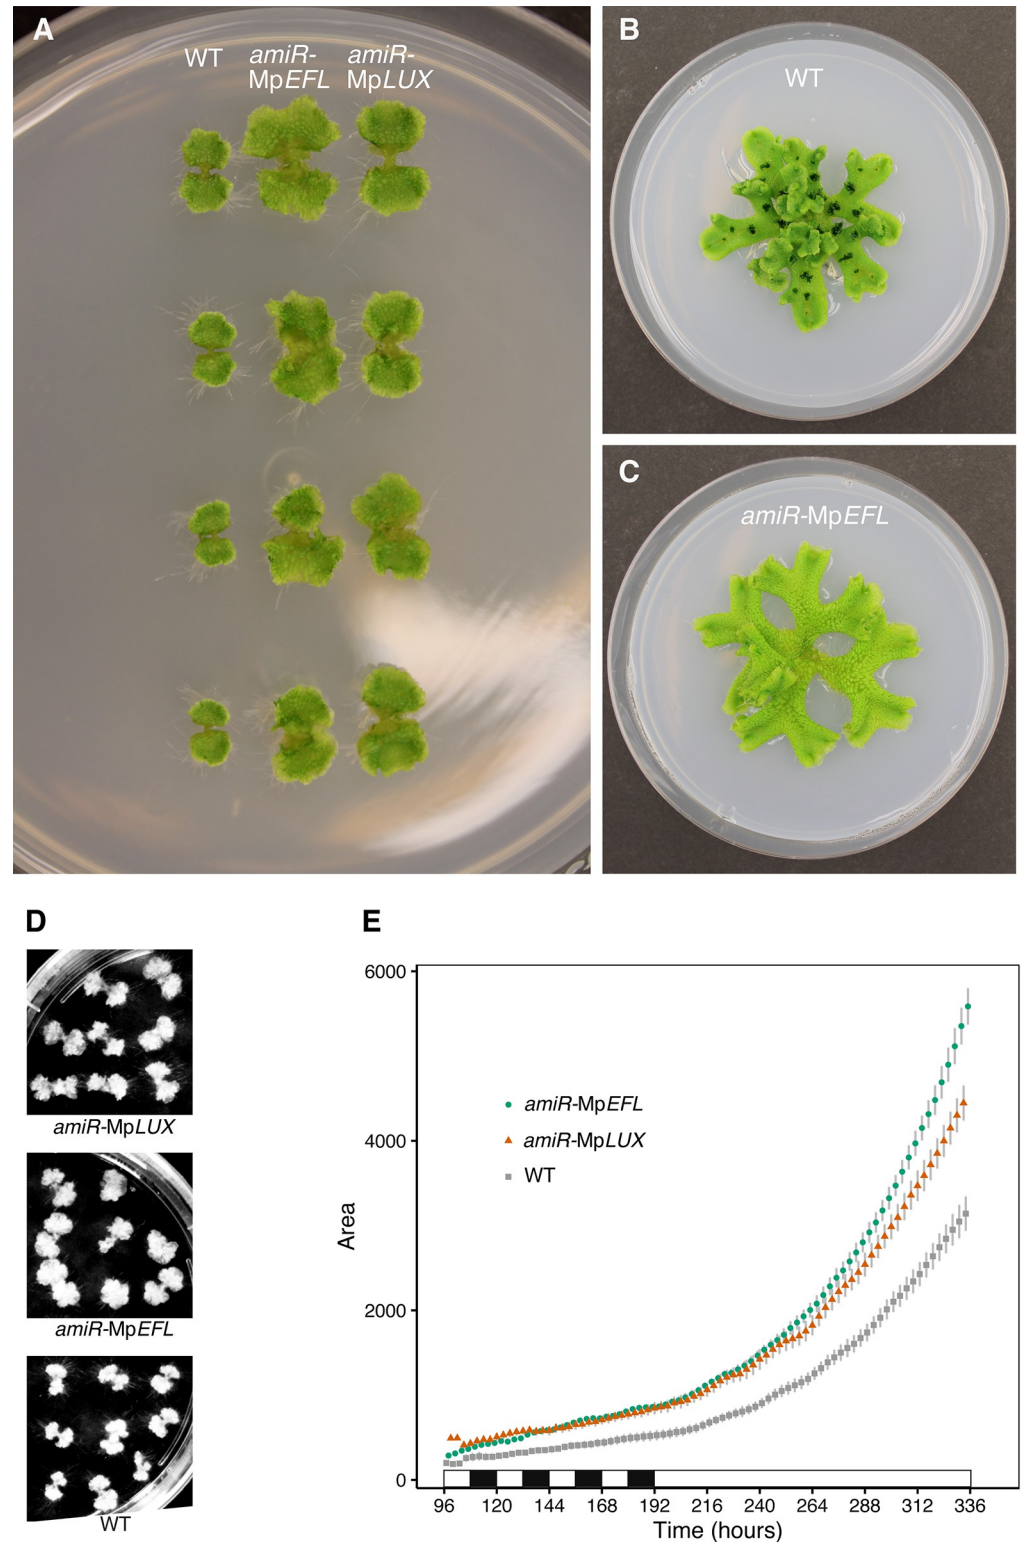 A
WT
amiR-
MpEFL
amiR-
MpLUX
B
WT
C
amiR-MpEFL
D
amiR-MpLUX
amiR-MpEFL
WT
E
6000
4000
2000
0
Area
amiR-MpEFL
amiR-MpLUX
WT
96 120 144 168 192 216 240 264 288 312 336
Time (hours)